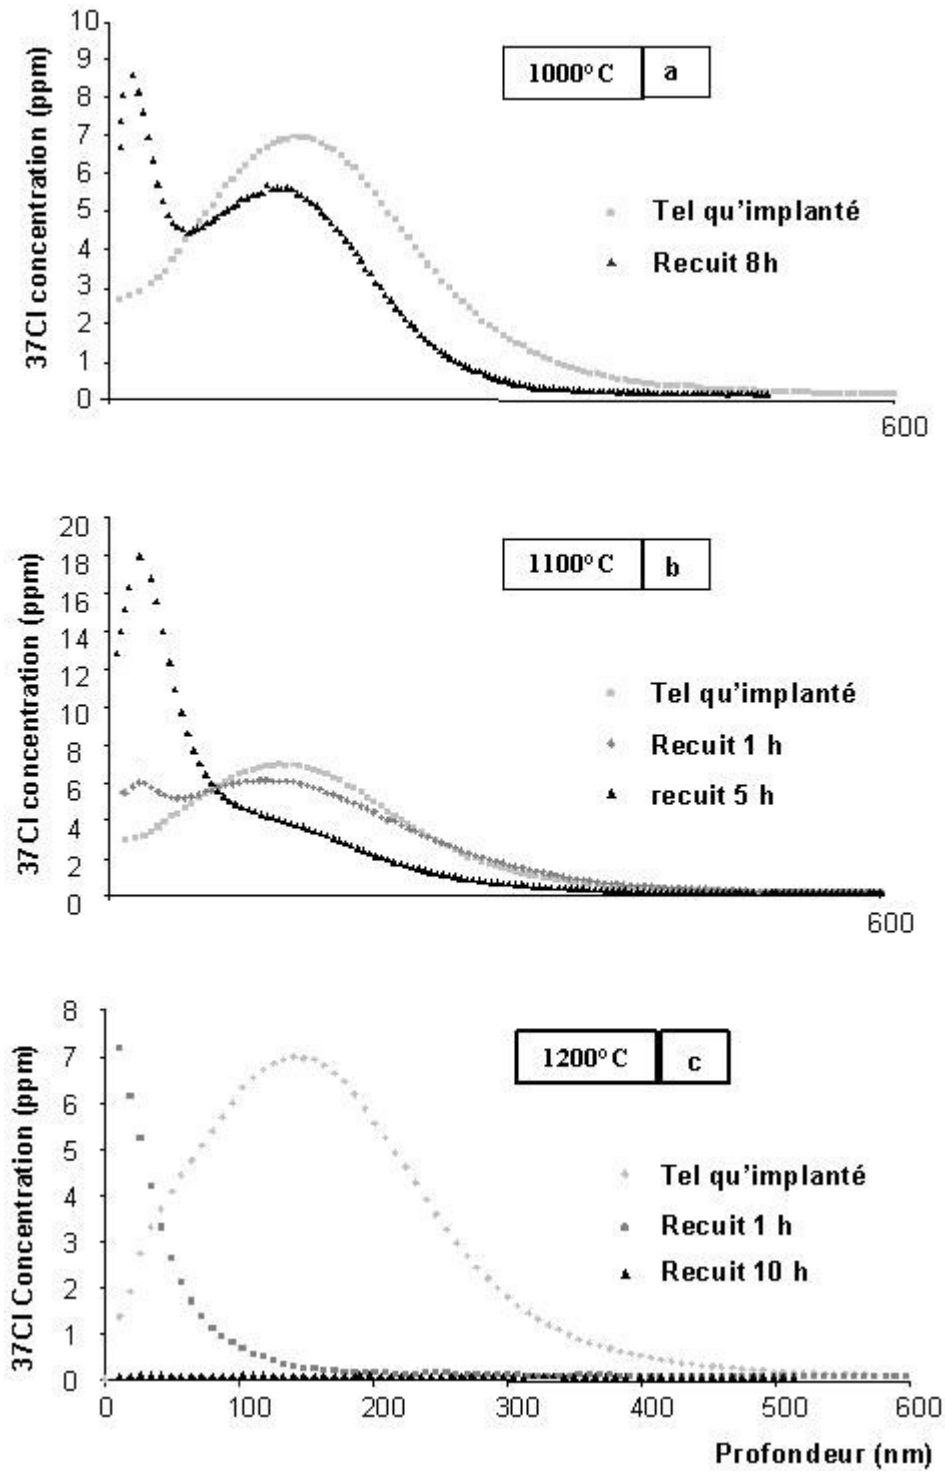 37Cl concentration (ppm)
10
9
8
7
6
5
4
3
2
1
0
600
1000°C a
Tel qu'implanté
Recuit 8h
37Cl concentration (ppm)
20
18
16
14
12
10
8
6
4
2
0
600
1100°C b
Tel qu'implanté
Recuit 1 h
recuit 5 h
37Cl Concentration (ppm)
8
7
6
5
4
3
2
1
0
0 100 200 300 400 500 600
1200°C c
Tel qu'implanté
Recuit 1 h
Recuit 10 h
Profondeur (nm)